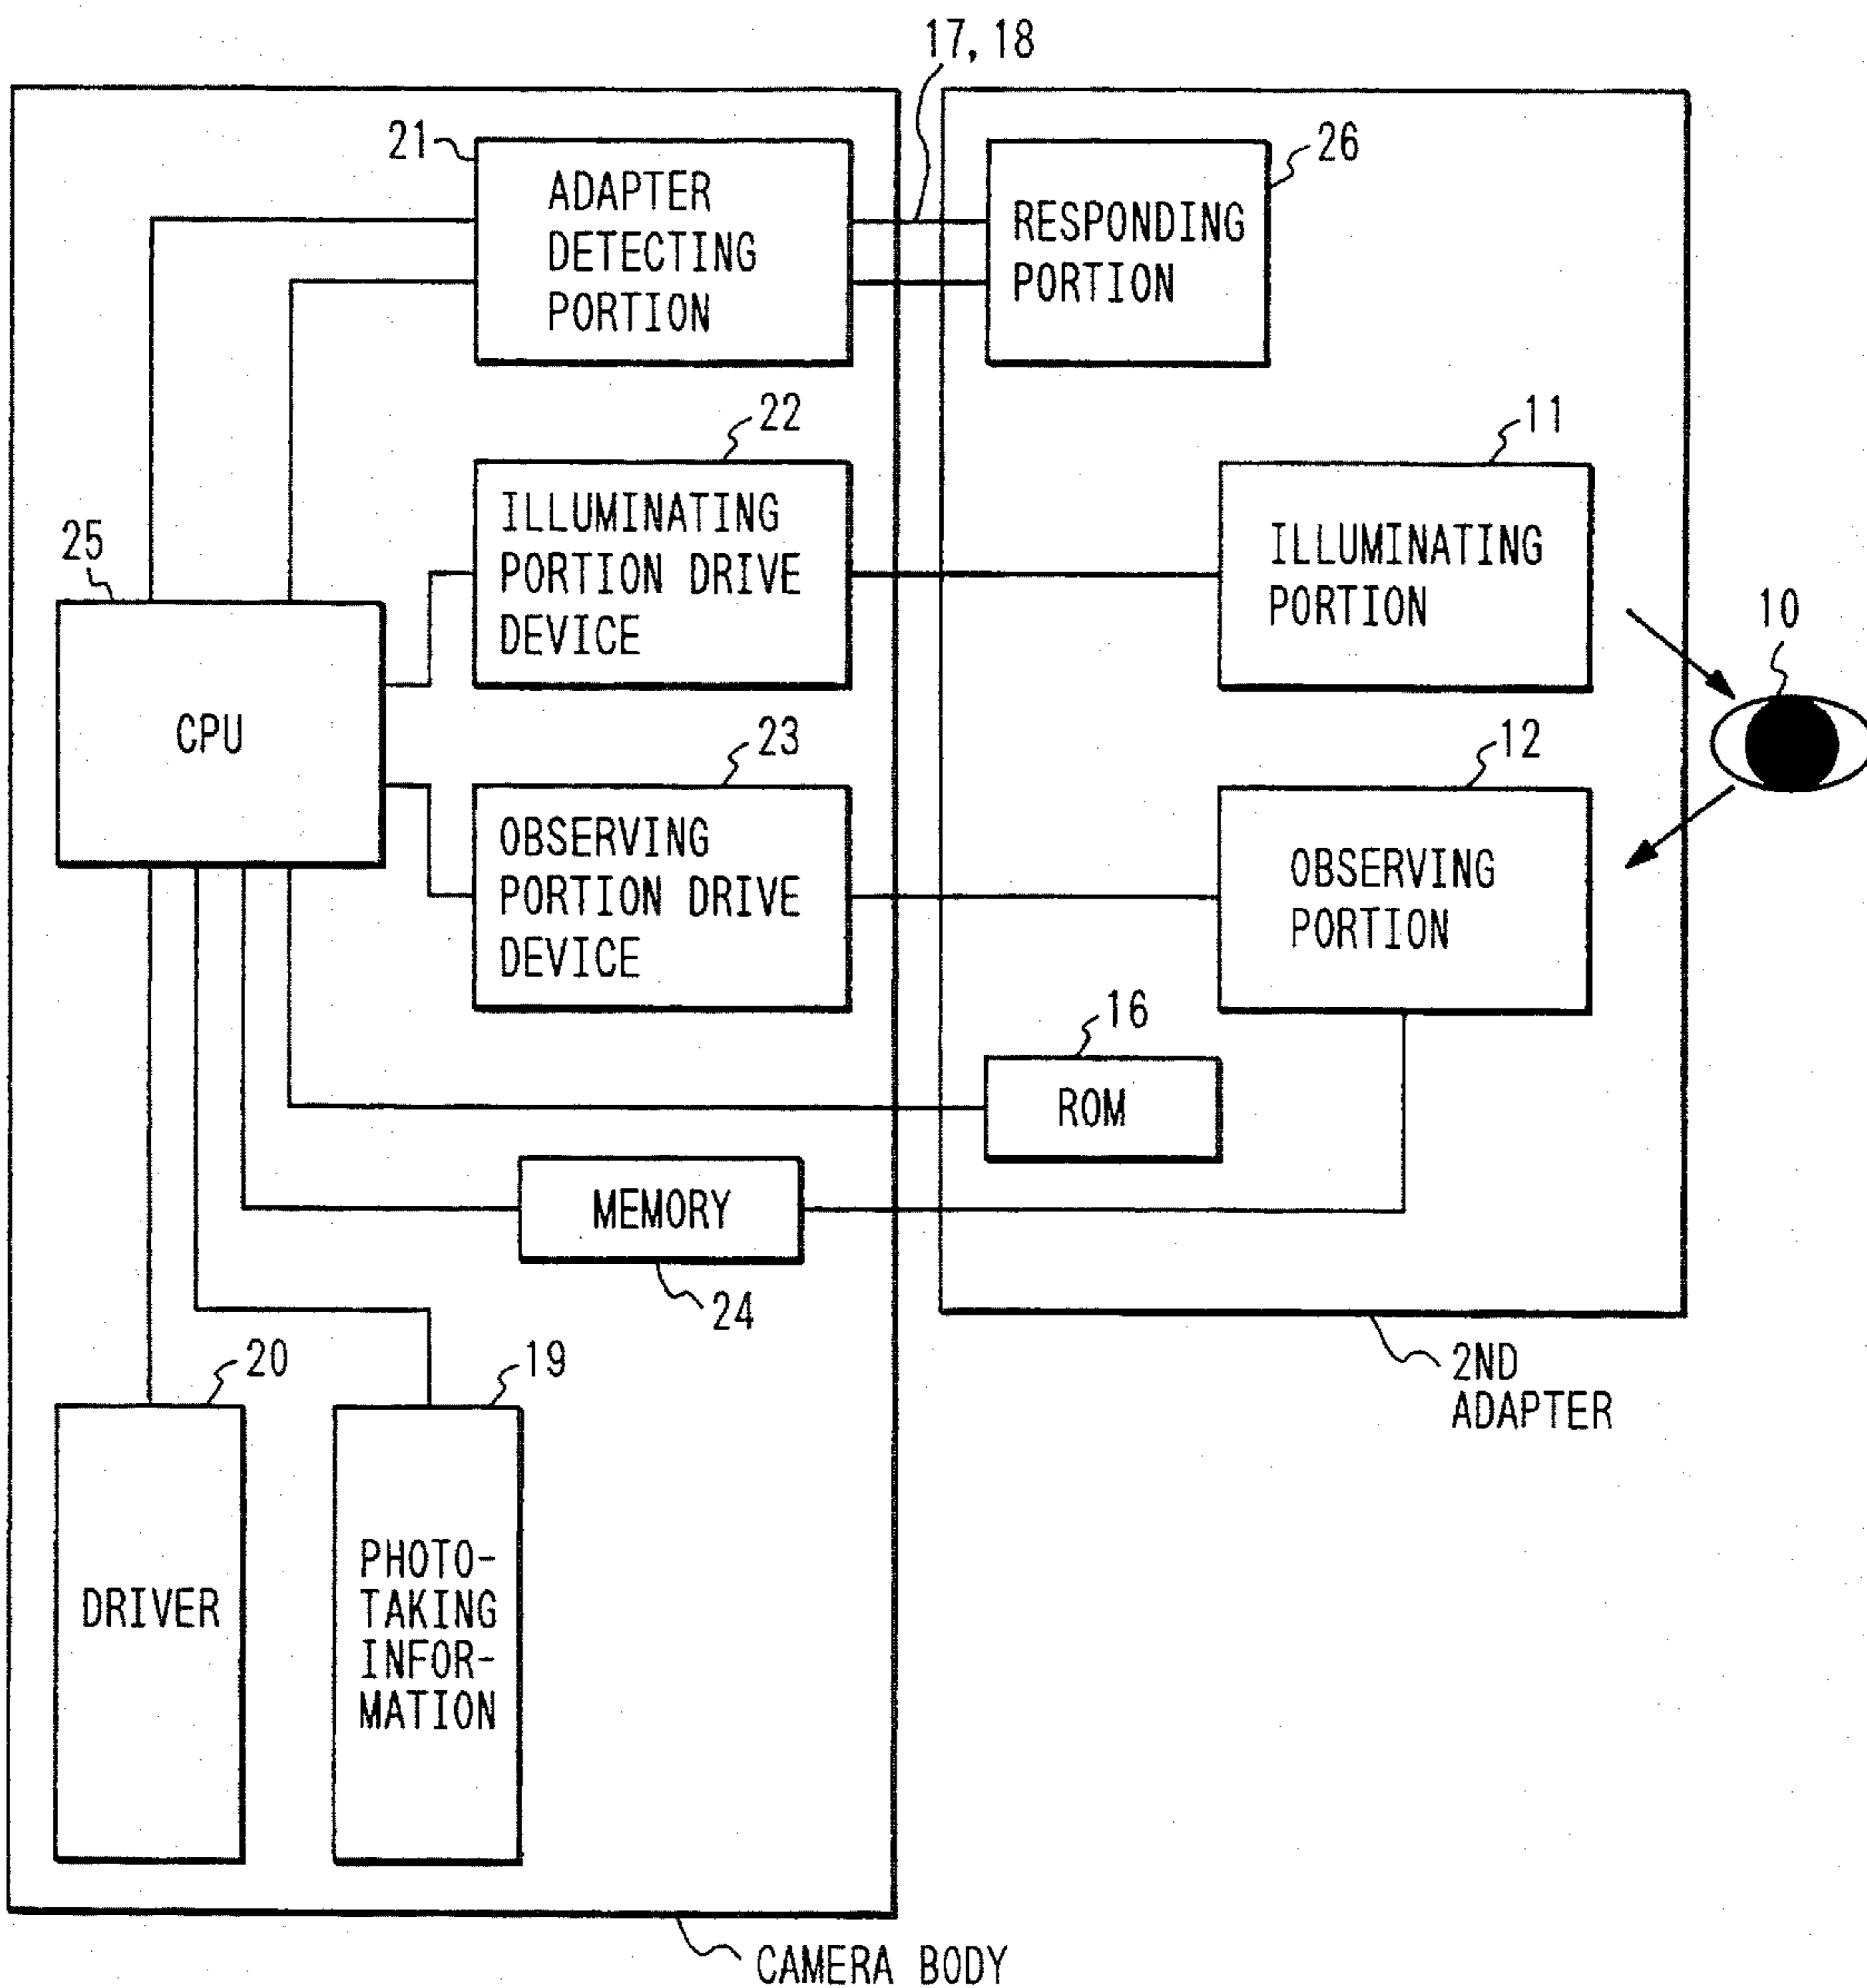 17, 18
21
ADAPTER
DETECTING
PORTION
26
RESPONDING
PORTION
22
ILLUMINATING
PORTION DRIVE
DEVICE
11
ILLUMINATING
PORTION
25
CPU
10
23
OBSERVING
PORTION DRIVE
DEVICE
12
OBSERVING
PORTION
16
ROM
MEMORY
24
2ND
ADAPTER
20
DRIVER
19
PHOTO-
TAKING
INFOR-
MATION
CAMERA BODY